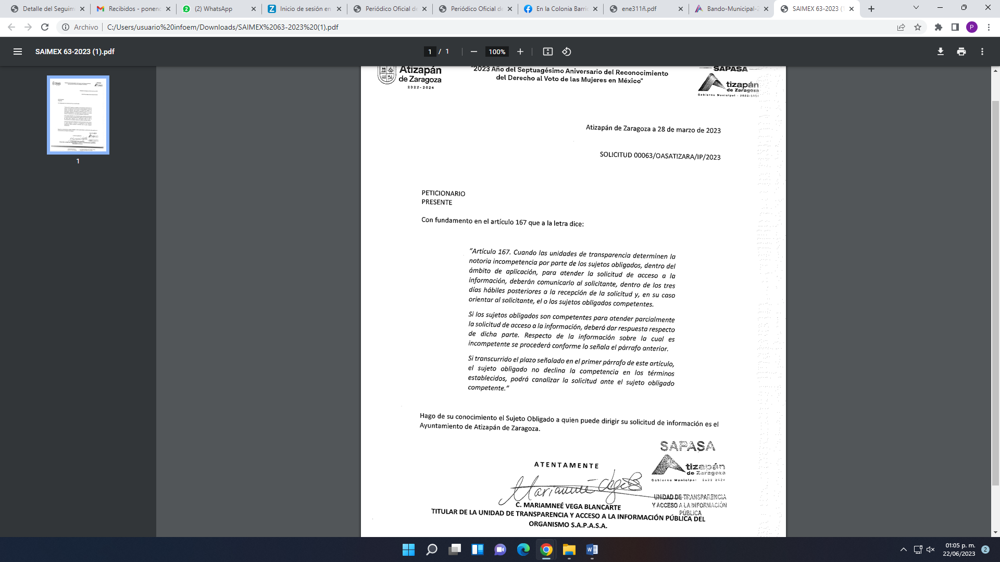 Detalle del Seguim
Recibidos - ponenc
(2) WhatsApp
Inicio de sesión en
Periódico Oficial de
Periódico Oficial de
En la Colonia Barric
ene311ñ.pdf
Bando-Municipal-2
SAIMEX 63-2023 (1
Archivo
C:/Users/usuario%20infoem/Downloads/SAIMEX%2063-2023%20(1).pdf
P
SAIMEX 63-2023 (1).pdf
1 / 1
100%
1
Atizapán
de Zaragoza
2022-2024
"2023 Año del Septuagésimo Aniversario del Reconocimiento
del Derecho al Voto de las Mujeres en México"
SAPASA
tizapán
de Zaragoza
Gobierno Municipal - 2022-2024
Atizapán de Zaragoza a 28 de marzo de 2023
SOLICITUD 00063/OASATIZARA/IP/2023
PETICIONARIO
PRESENTE
Con fundamento en el artículo 167 que a la letra dice:
"Artículo 167. Cuando las unidades de transparencia determinen la
notoria incompetencia por parte de los sujetos obligados, dentro del
ámbito de aplicación, para atender la solicitud de acceso a la
información, deberán comunicarlo al solicitante, dentro de los tres
días hábiles posteriores a la recepción de la solicitud y, en su caso
orientar al solicitante, el o los sujetos obligados competentes.
Si los sujetos obligados son competentes para atender parcialmente
la solicitud de acceso a la información, deberá dar respuesta respecto
de dicha parte. Respecto de la información sobre la cual es
incompetente se procederá conforme lo señala el párrafo anterior.
Si transcurrido el plazo señalado en el primer párrafo de este artículo,
el sujeto obligado no declina la competencia en los términos
establecidos, podrá canalizar la solicitud ante el sujeto obligado
competente."
Hago de su conocimiento el Sujeto Obligado a quien puede dirigir su solicitud de información es el
Ayuntamiento de Atizapán de Zaragoza.
SAPASA
tizapán
de Zaragoza
Gobierno Municipal 2022-2024
UNIDAD DE TRANSPARENCIA
Y ACCESO A LA INFORMACIÓN
PÚBLICA
ATENTAMENTE
C. MARIAMNEÉ VEGA BLANCARTE
TITULAR DE LA UNIDAD DE TRANSPARENCIA Y ACCESO A LA INFORMACIÓN PÚBLICA DEL
ORGANISMO S.A.P.A.S.A.
01:05 p. m.
22/06/2023
2